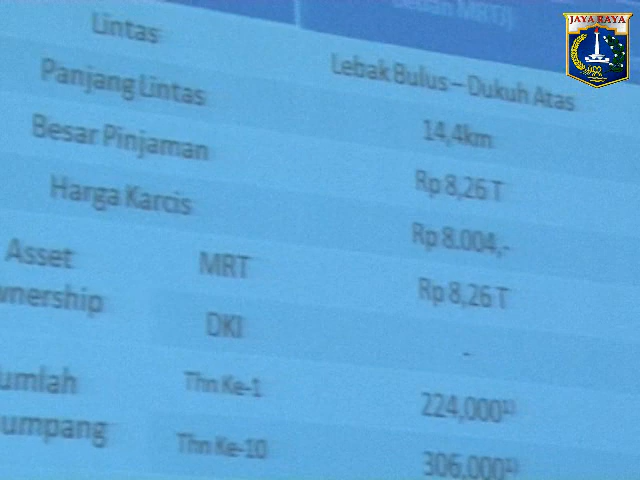 JAYA RAYA
Lintas
Lebak Bulus – Dukuh Atas
Panjang Lintas
14,4km
Besar Pinjaman
Rp 8,26 T
Harga Karcis
Rp 8.004,-
Asset
wnership
MRT
Rp 8,26 T
DKI
-
umlah
umpang
Thn Ke-1
224,000¹⁾
Thn Ke-10
306,000¹⁾